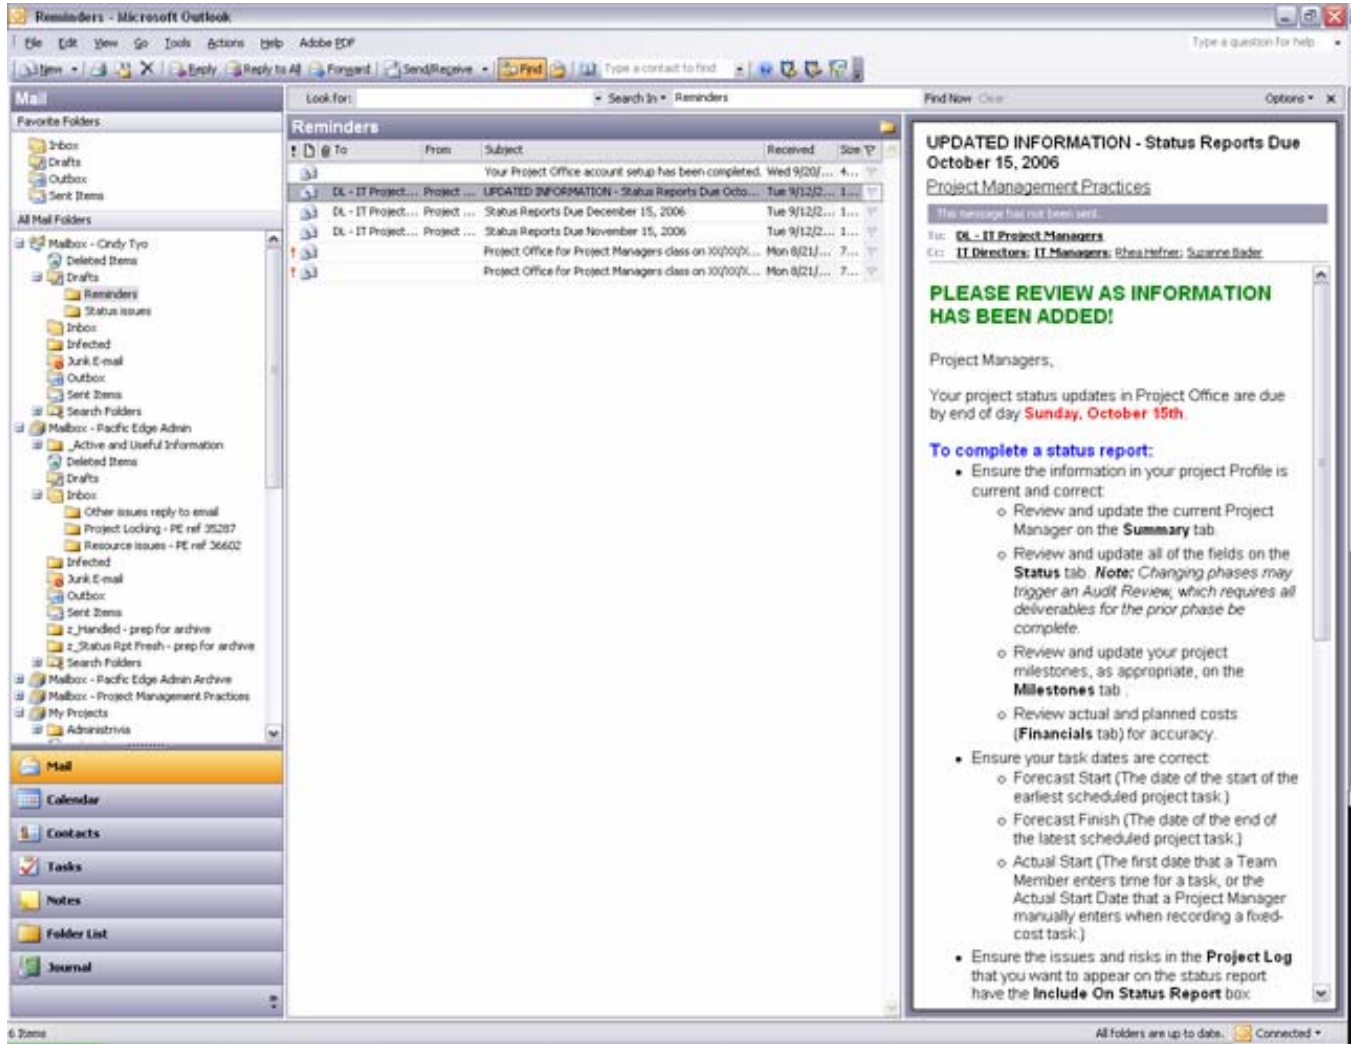 Reminders - Microsoft Outlook
File Edit View Go Tools Actions Help Adobe PDF
Type a question for help
New Reply Reply to All Forward Send/Receive Find Type a contact to find
Mail
Look for: Search In Reminders Find Now Clear Options
Favorite Folders
Inbox
Drafts
Outbox
Sent Items
All Mail Folders
Mailbox - Cindy Tyo
Deleted Items
Drafts
Reminders
Status issues
Inbox
Infected
Junk E-mail
Outbox
Sent Items
Search Folders
Mailbox - Pacific Edge Admin
_Active and Useful Information
Deleted Items
Drafts
Inbox
Other issues reply to email
Project Locking - PE ref 35287
Resource issues - PE ref 36602
Infected
Junk E-mail
Outbox
Sent Items
z_Handled - prep for archive
z_Status Rpt Fresh - prep for archive
Search Folders
Mailbox - Pacific Edge Admin Archive
Mailbox - Project Management Practices
My Projects
Administrivia
Mail
Calendar
Contacts
Tasks
Notes
Folder List
Journal
Reminders
! To From Subject Received Size
Your Project Office account setup has been completed. Wed 9/20/... 4...
DL - IT Project... Project ... UPDATED INFORMATION - Status Reports Due Octo... Tue 9/12/2... 1...
DL - IT Project... Project ... Status Reports Due December 15, 2006 Tue 9/12/2... 1...
DL - IT Project... Project ... Status Reports Due November 15, 2006 Tue 9/12/2... 1...
! Project Office for Project Managers class on XX/XX/X... Mon 8/21/... 7...
! Project Office for Project Managers class on XX/XX/X... Mon 8/21/... 7...
UPDATED INFORMATION - Status Reports Due
October 15, 2006
Project Management Practices
This message has not been sent.
To: DL - IT Project Managers
Cc: IT Directors; IT Managers; Rhea Hefner; Suzanne Bader
PLEASE REVIEW AS INFORMATION
HAS BEEN ADDED!
Project Managers,
Your project status updates in Project Office are due
by end of day Sunday, October 15th.
To complete a status report:
• Ensure the information in your project Profile is
current and correct:
o Review and update the current Project
Manager on the Summary tab.
o Review and update all of the fields on the
Status tab. Note: Changing phases may
trigger an Audit Review, which requires all
deliverables for the prior phase be
complete.
o Review and update your project
milestones, as appropriate, on the
Milestones tab .
o Review actual and planned costs
(Financials tab) for accuracy.
• Ensure your task dates are correct:
o Forecast Start (The date of the start of the
earliest scheduled project task.)
o Forecast Finish (The date of the end of
the latest scheduled project task.)
o Actual Start (The first date that a Team
Member enters time for a task, or the
Actual Start Date that a Project Manager
manually enters when recording a fixed-
cost task.)
• Ensure the issues and risks in the Project Log
that you want to appear on the status report
have the Include On Status Report box
6 Items
All folders are up to date. Connected